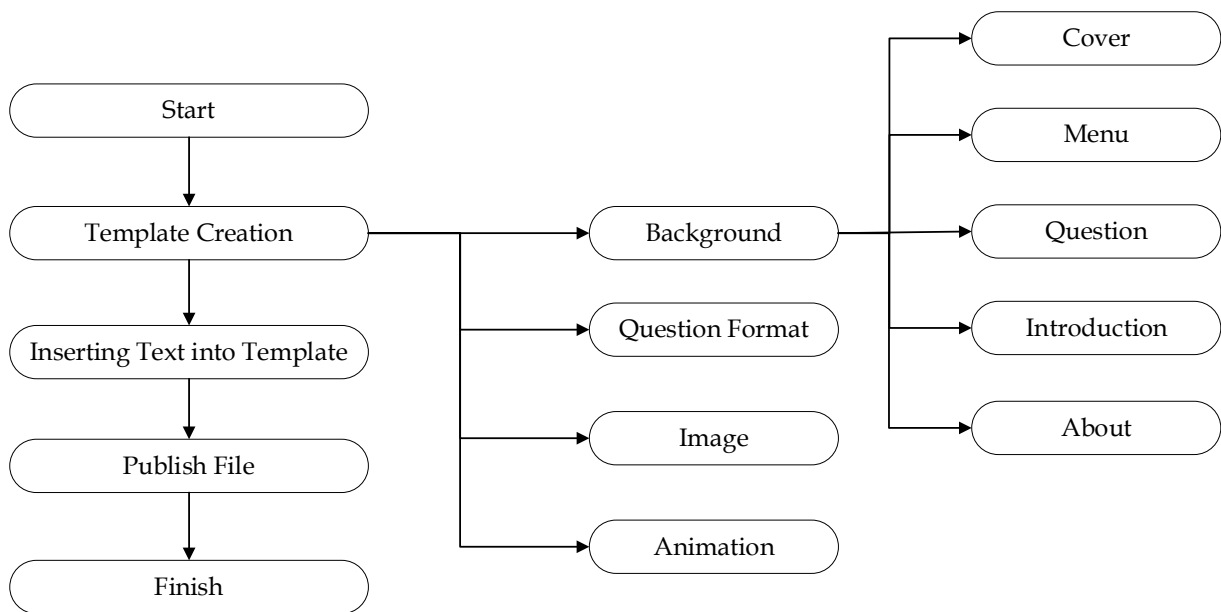 Start
Template Creation
Inserting Text into Template
Publish File
Finish
Background
Question Format
Image
Animation
Cover
Menu
Question
Introduction
About